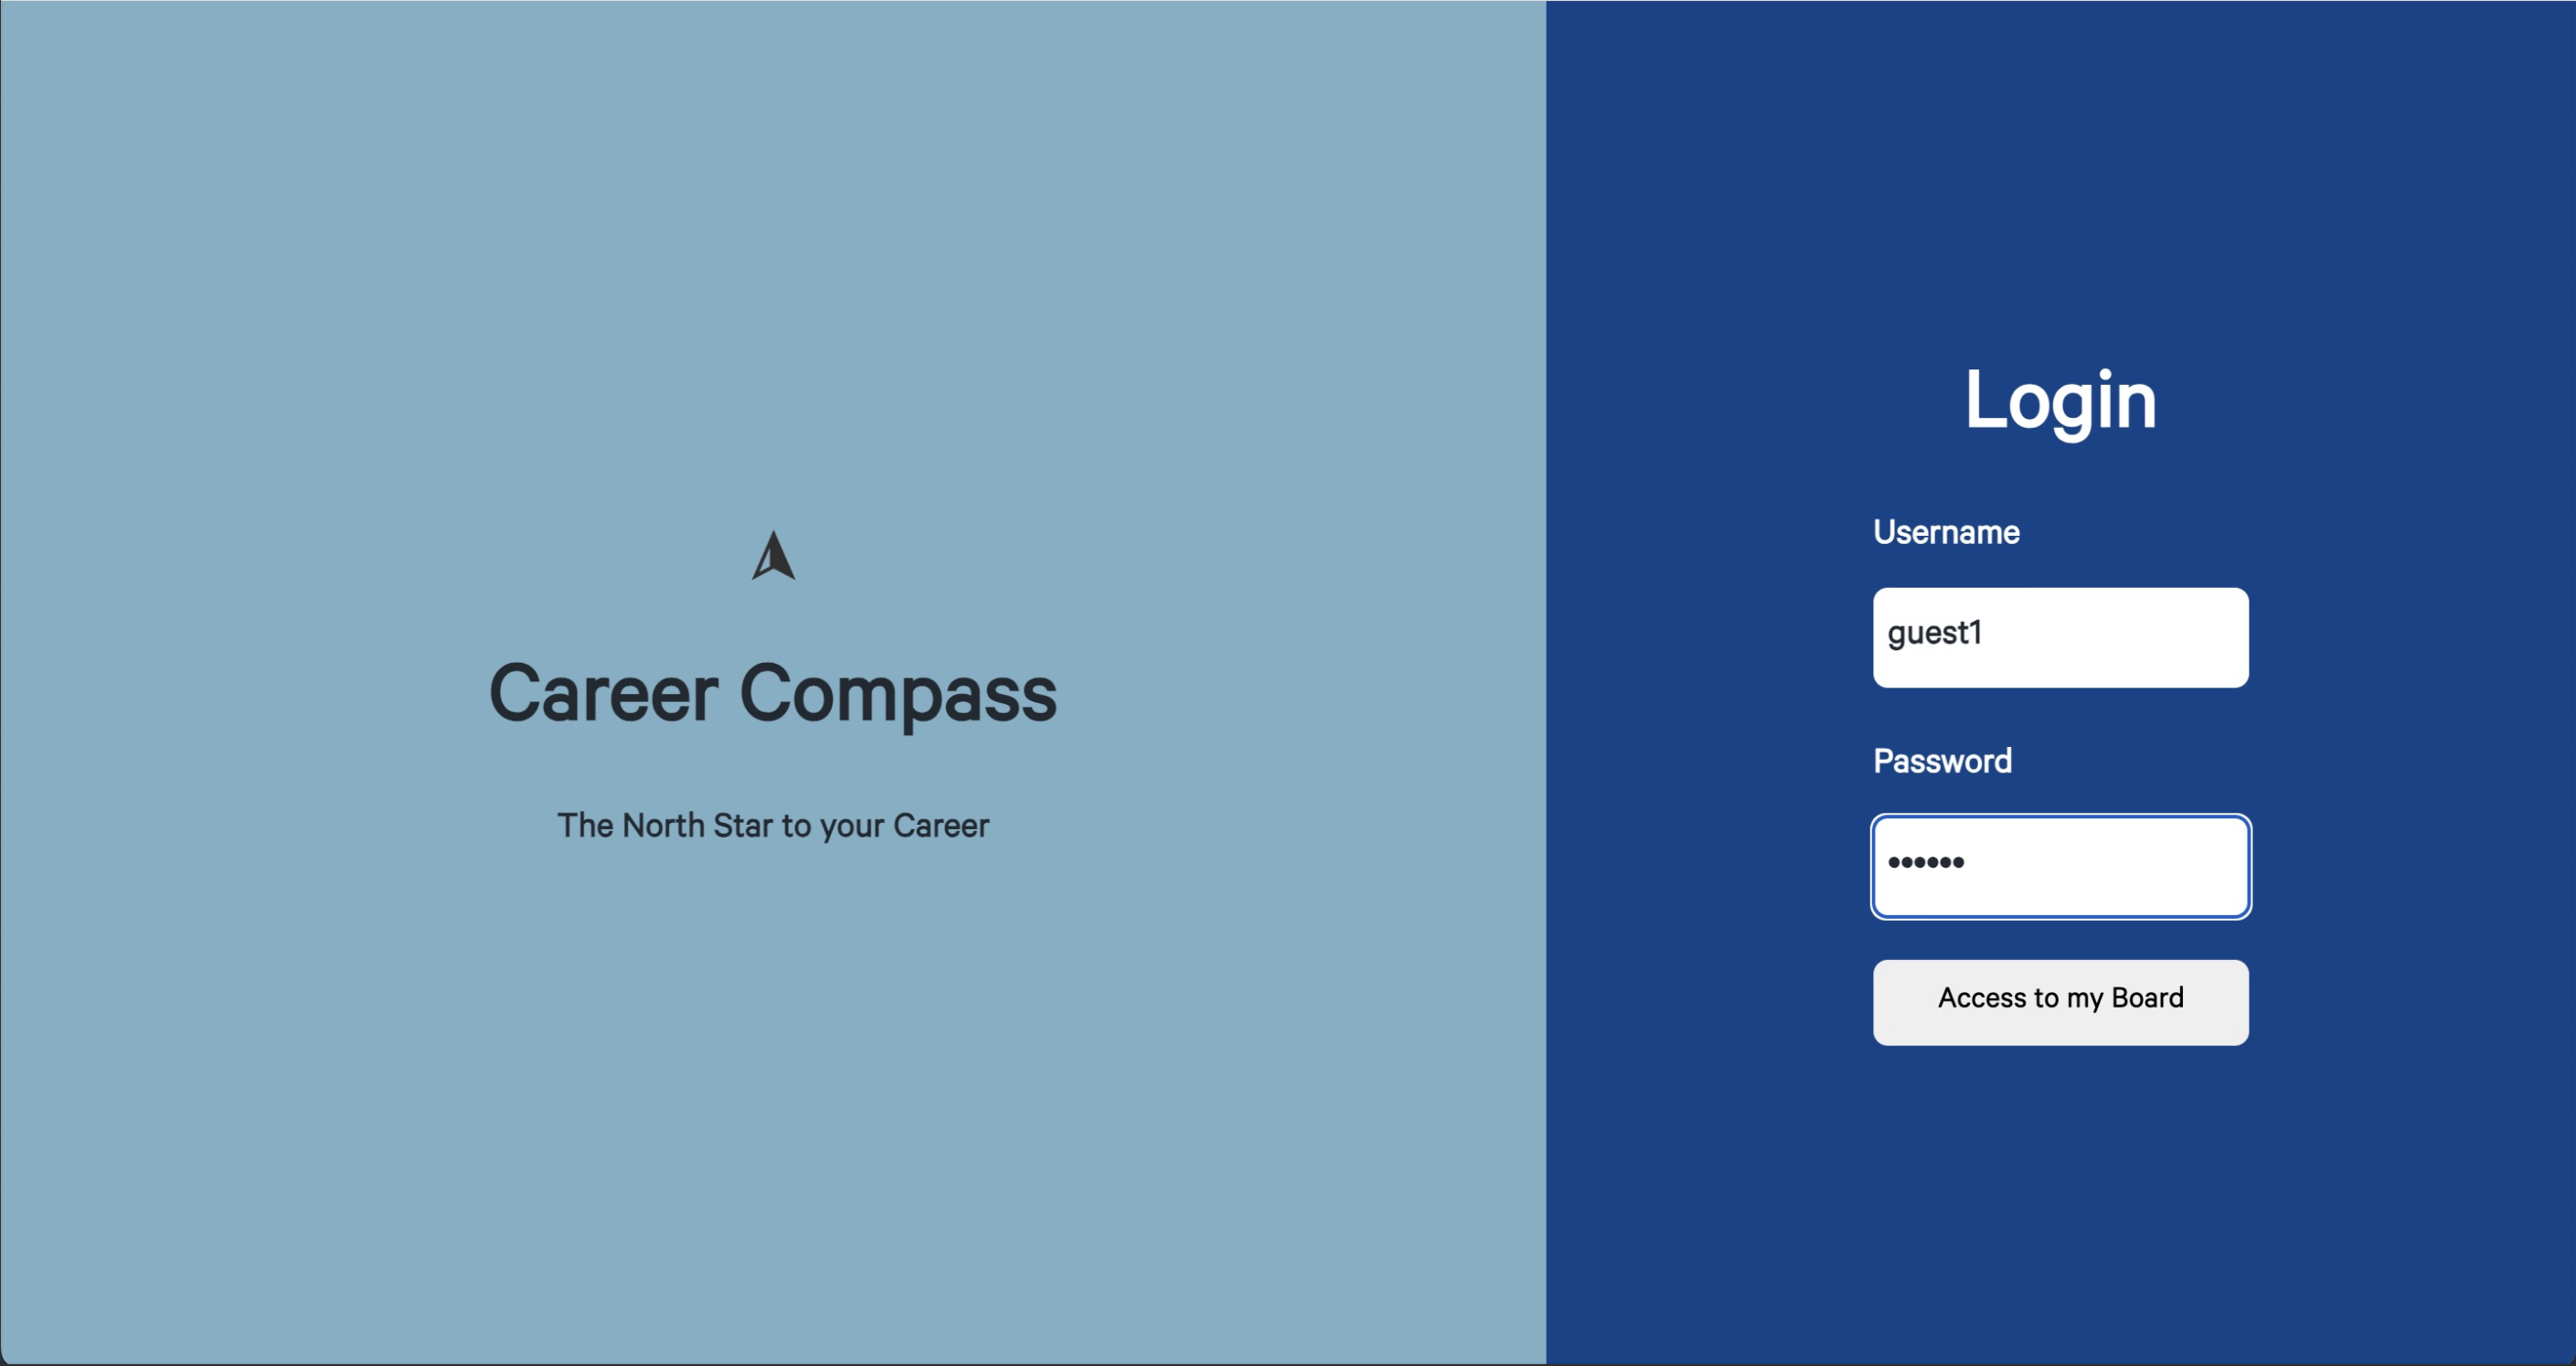 Career Compass
The North Star to your Career
Login
Username
guest1
Password
••••••
Access to my Board